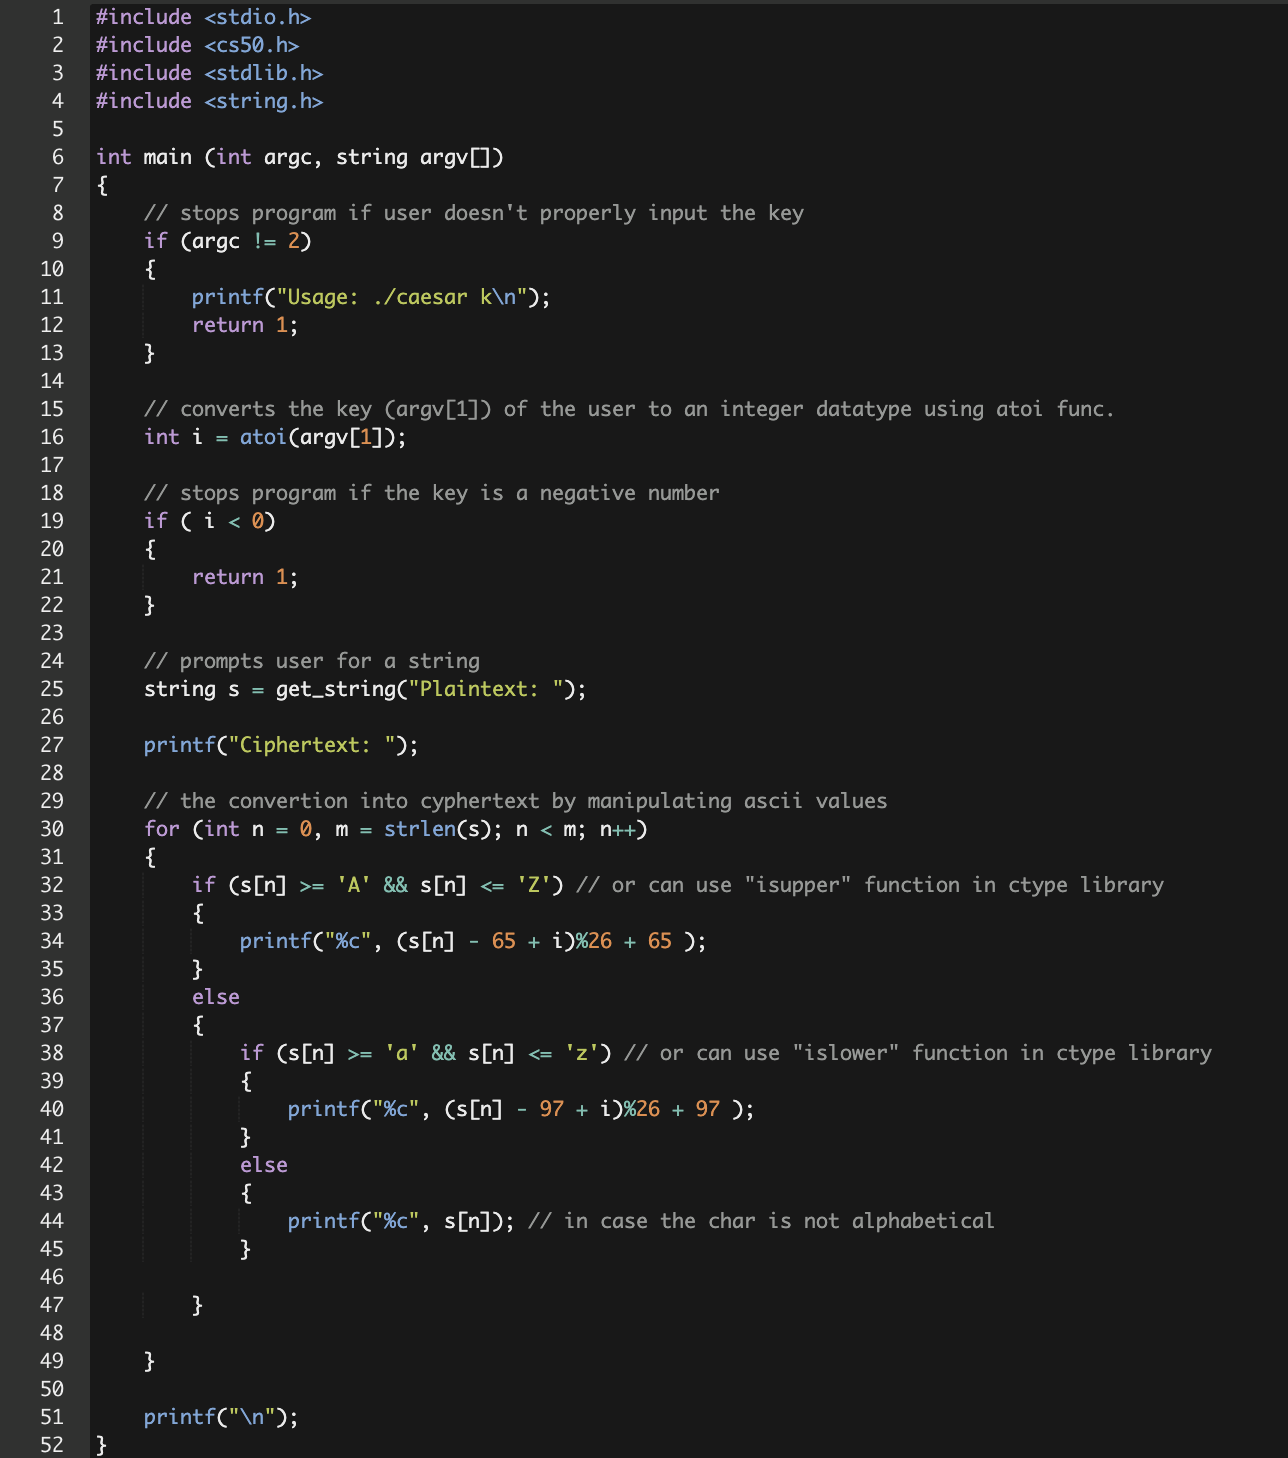 1 #include <stdio.h>
2 #include <cs50.h>
3 #include <stdlib.h>
4 #include <string.h>
5
6 int main (int argc, string argv[])
7 {
8     // stops program if user doesn't properly input the key
9     if (argc != 2)
10     {
11         printf("Usage: ./caesar k\n");
12         return 1;
13     }
14
15     // converts the key (argv[1]) of the user to an integer datatype using atoi func.
16     int i = atoi(argv[1]);
17
18     // stops program if the key is a negative number
19     if ( i < 0)
20     {
21         return 1;
22     }
23
24     // prompts user for a string
25     string s = get_string("Plaintext: ");
26
27     printf("Ciphertext: ");
28
29     // the convertion into cyphertext by manipulating ascii values
30     for (int n = 0, m = strlen(s); n < m; n++)
31     {
32         if (s[n] >= 'A' && s[n] <= 'Z') // or can use "isupper" function in ctype library
33         {
34             printf("%c", (s[n] - 65 + i)%26 + 65 );
35         }
36         else
37         {
38             if (s[n] >= 'a' && s[n] <= 'z') // or can use "islower" function in ctype library
39             {
40                 printf("%c", (s[n] - 97 + i)%26 + 97 );
41             }
42             else
43             {
44                 printf("%c", s[n]); // in case the char is not alphabetical
45             }
46
47         }
48
49     }
50
51     printf("\n");
52 }